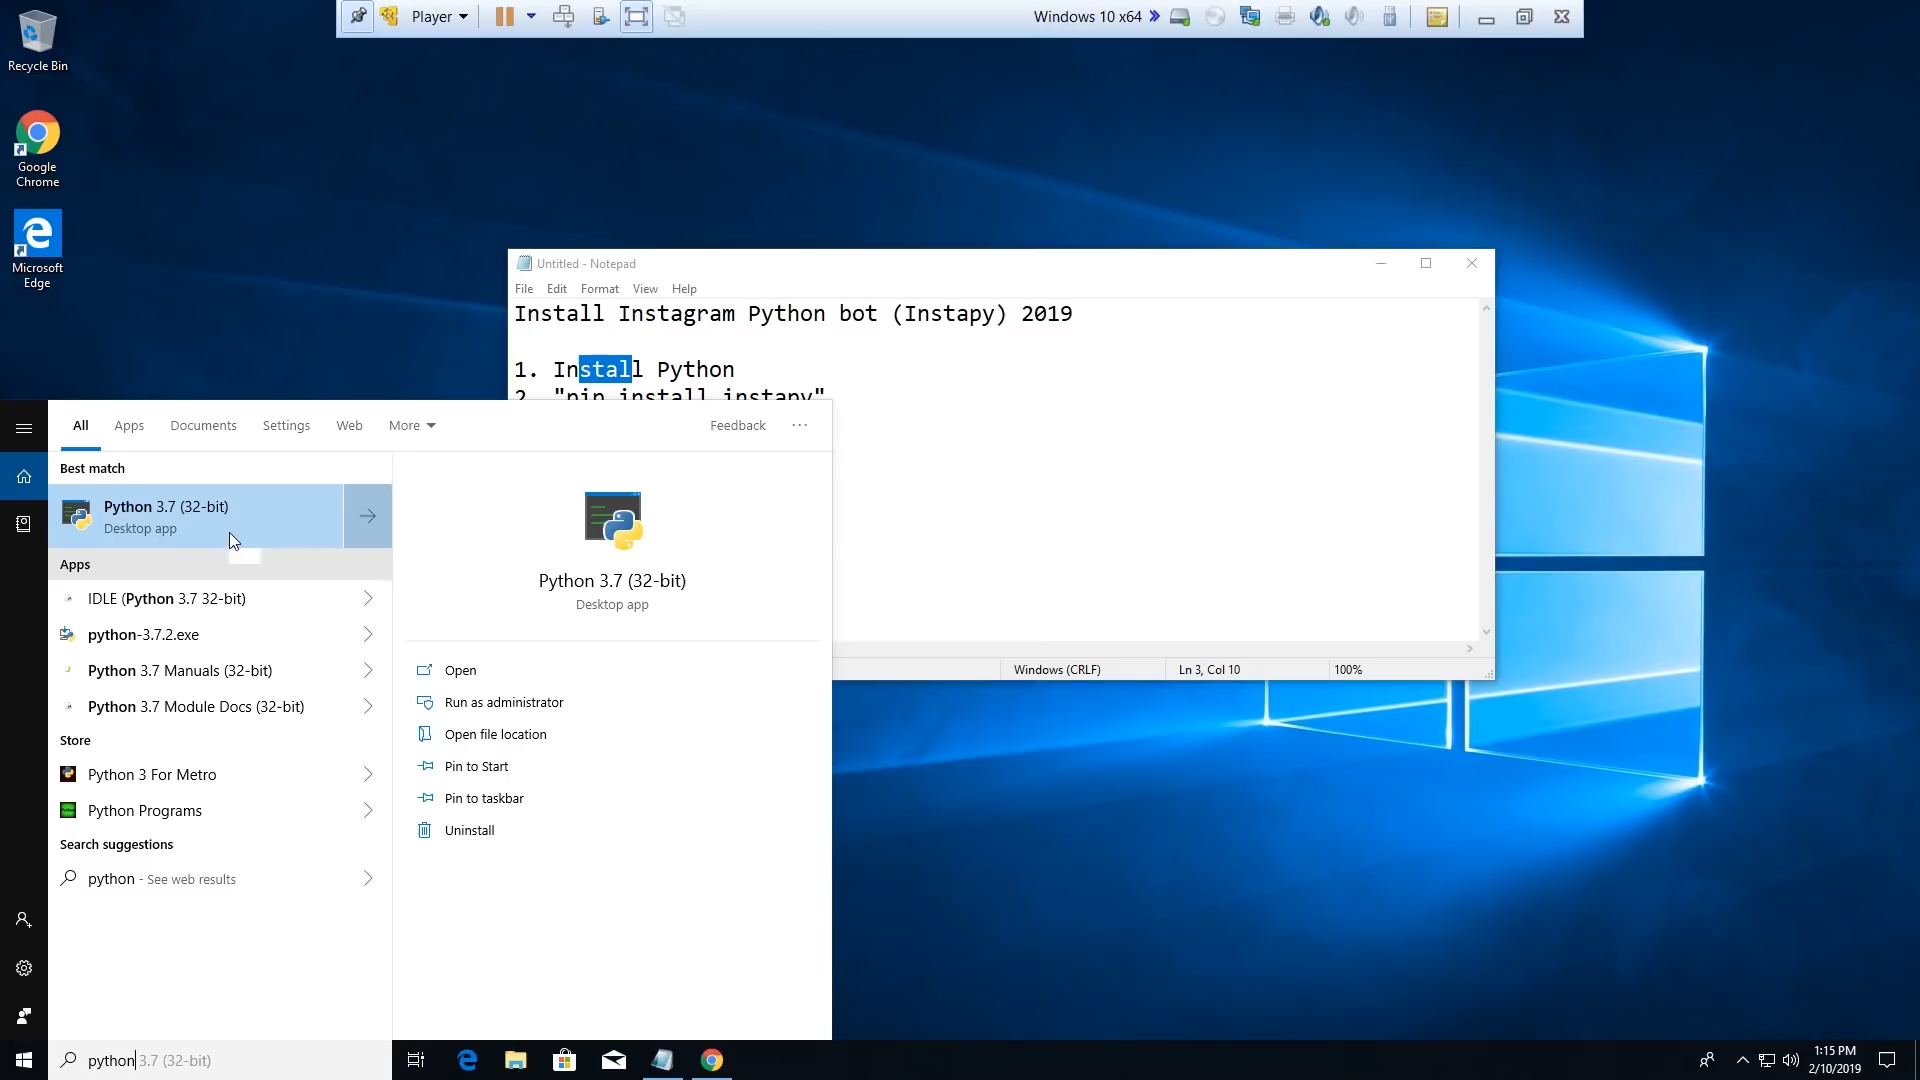 Player
Windows 10 x64
Recycle Bin
Google
Chrome
Microsoft
Edge
Untitled - Notepad
File Edit Format View Help
Install Instagram Python bot (Instapy) 2019
1. Install Python
2. "pip install instapy"
Windows (CRLF) Ln 3, Col 10 100%
All Apps Documents Settings Web More Feedback ...
Best match
Python 3.7 (32-bit)
Desktop app
Apps
IDLE (Python 3.7 32-bit)
python-3.7.2.exe
Python 3.7 Manuals (32-bit)
Python 3.7 Module Docs (32-bit)
Store
Python 3 For Metro
Python Programs
Search suggestions
python - See web results
Python 3.7 (32-bit)
Desktop app
Open
Run as administrator
Open file location
Pin to Start
Pin to taskbar
Uninstall
python 3.7 (32-bit)
1:15 PM
2/10/2019